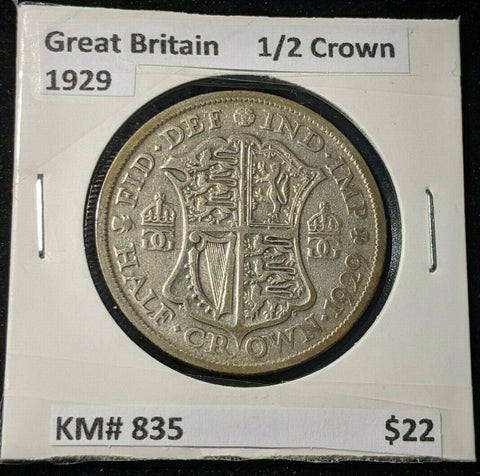 Great Britain 1/2 Crown
1929
FID · DEF IND · IMP
HALF · CROWN · 1929
KM# 835 $22